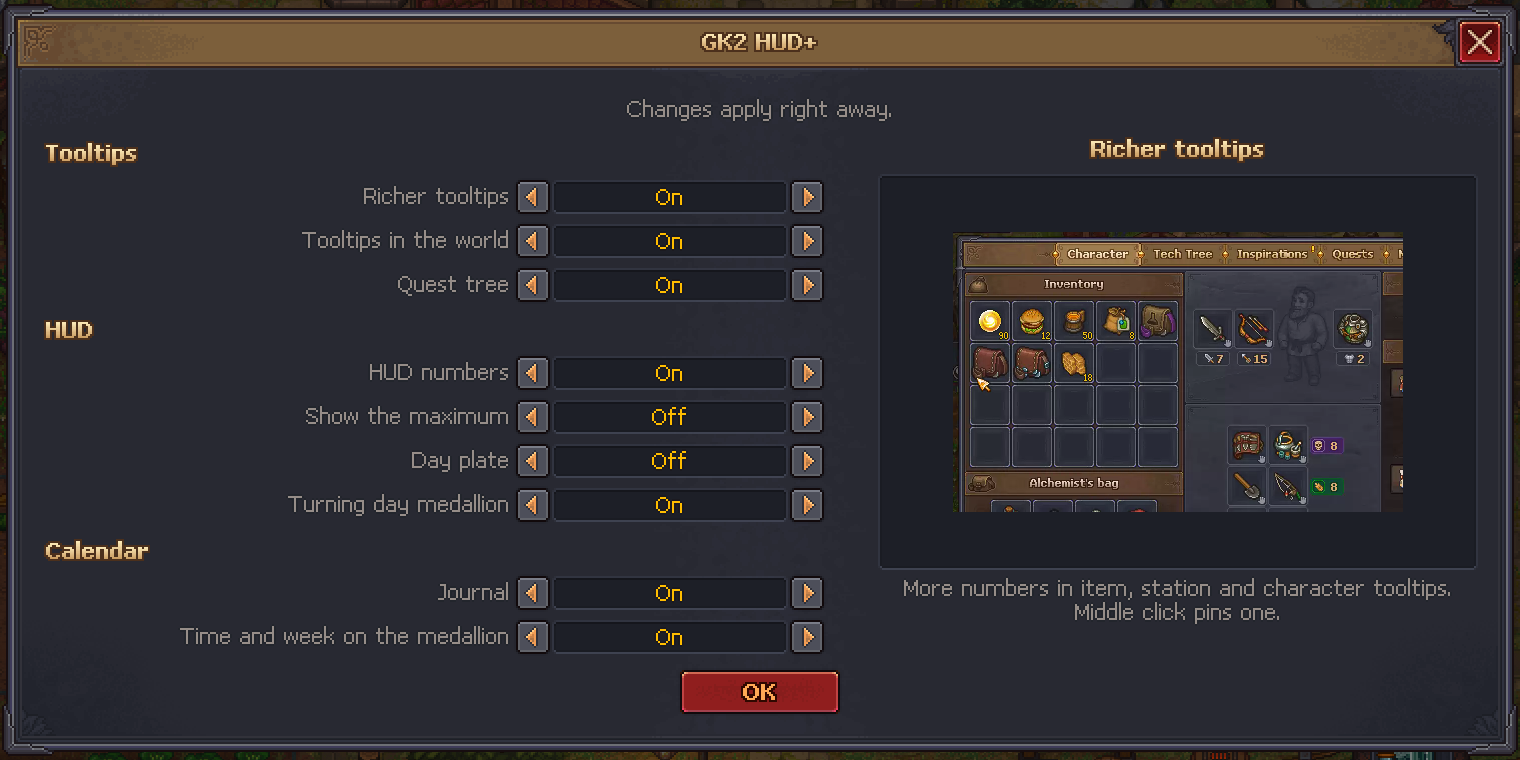 GK2 HUD+
Changes apply right away.
Tooltips
Richer tooltips On
Tooltips in the world On
Quest tree On
HUD
HUD numbers On
Show the maximum Off
Day plate Off
Turning day medallion On
Calendar
Journal On
Time and week on the medallion On
OK
Richer tooltips
Character Tech Tree Inspirations Quests
Inventory
90 12 50 8
18
7 15 2
8
8
Alchemist's bag
More numbers in item, station and character tooltips.
Middle click pins one.